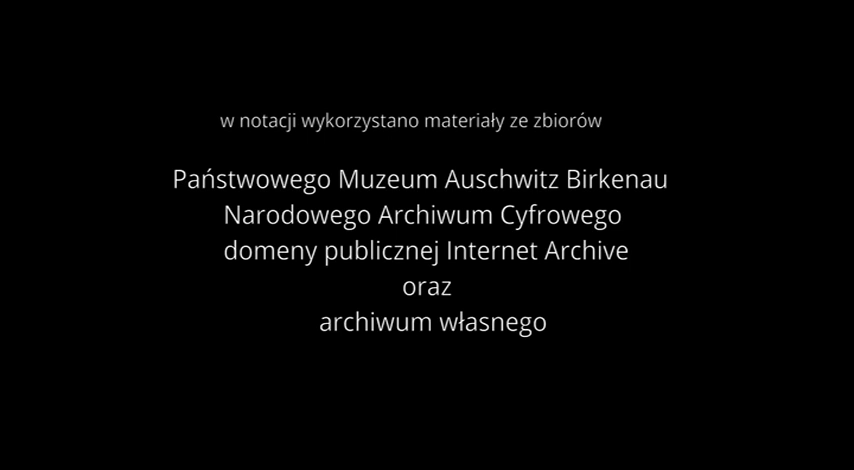 w notacji wykorzystano materiały ze zbiorów
Państwowego Muzeum Auschwitz Birkenau
Narodowego Archiwum Cyfrowego
domeny publicznej Internet Archive
oraz
archiwum własnego